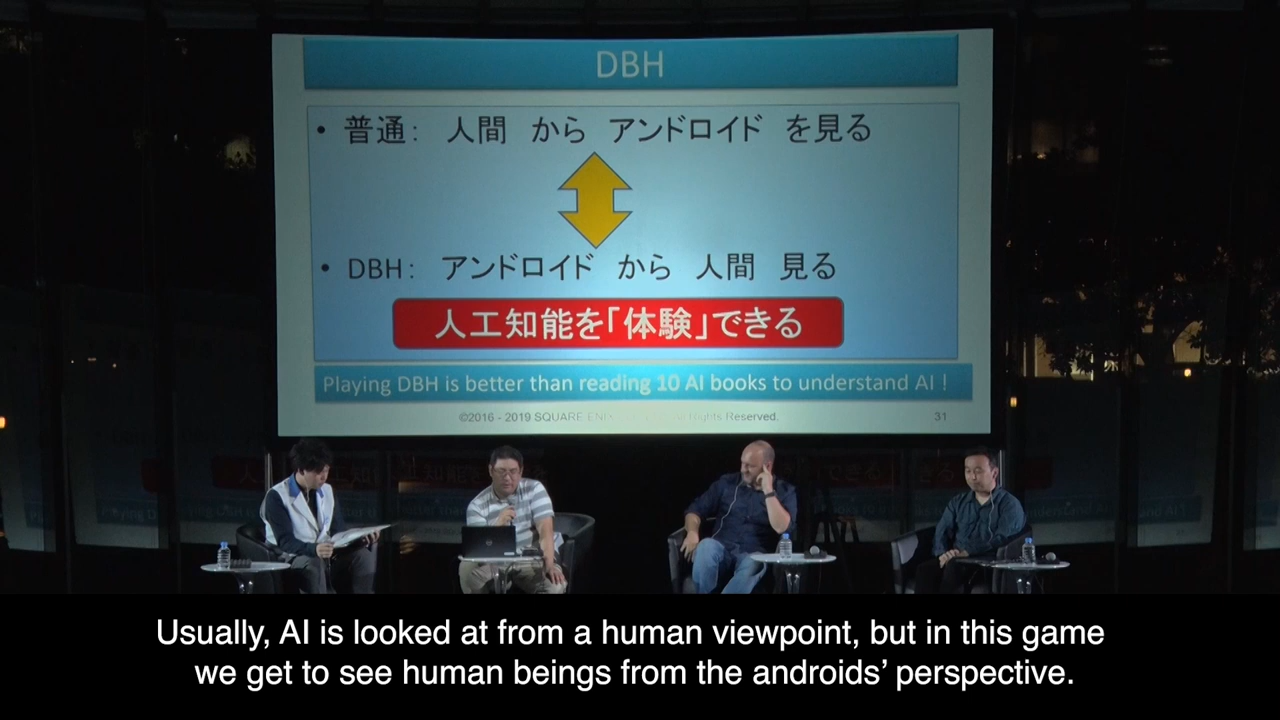 DBH
• 普通： 人間 から アンドロイド を見る
• DBH： アンドロイド から 人間 見る
人工知能を「体験」できる
Playing DBH is better than reading 10 AI books to understand AI !
©2016 - 2019 SQUARE ENIX All Rights Reserved.
31
Usually, AI is looked at from a human viewpoint, but in this game
we get to see human beings from the androids’ perspective.